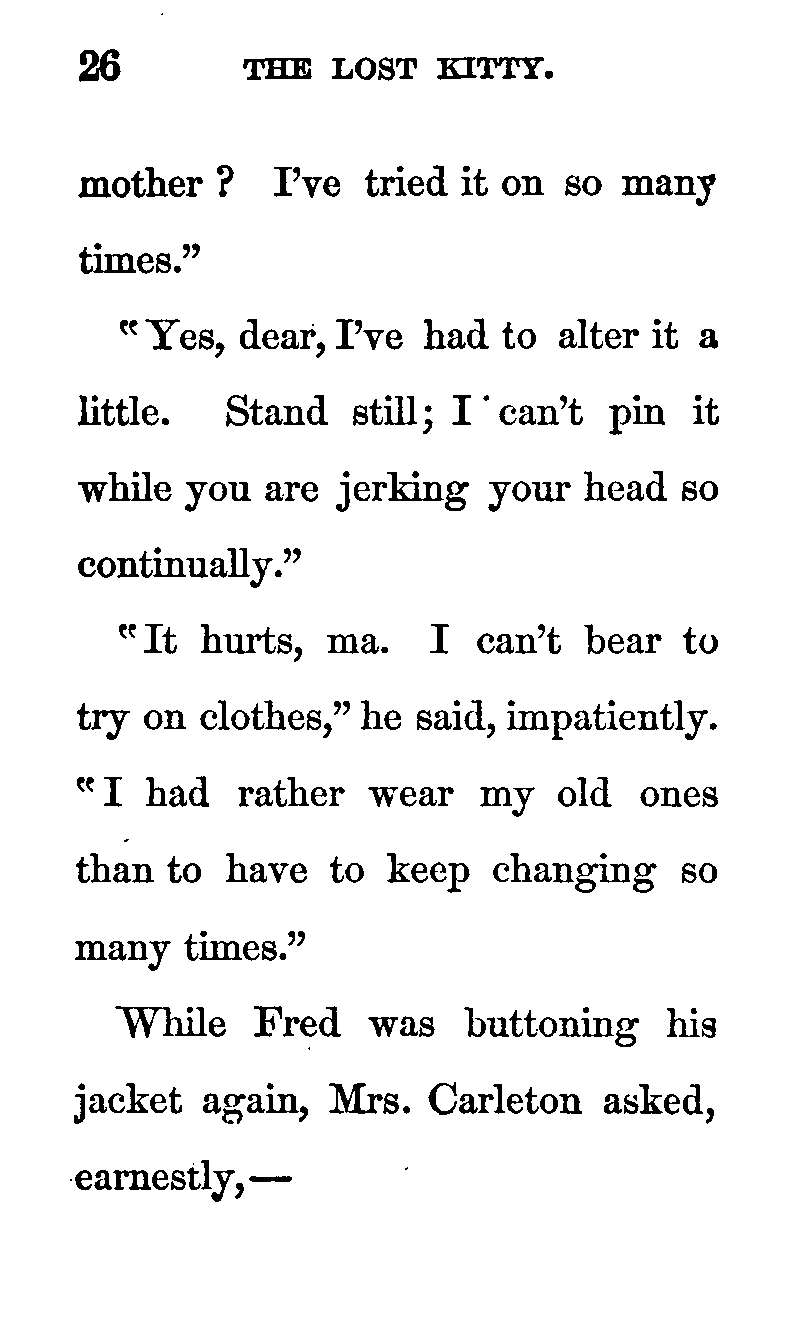 26 THE LOST KITTY.
mother ? I've tried it on so many
times."
"Yes, dear, I've had to alter it a
little. Stand still; I can't pin it
while you are jerking your head so
continually."
"It hurts, ma. I can't bear to
try on clothes," he said, impatiently.
"I had rather wear my old ones
than to have to keep changing so
many times."
While Fred was buttoning his
jacket again, Mrs. Carleton asked,
earnestly,—